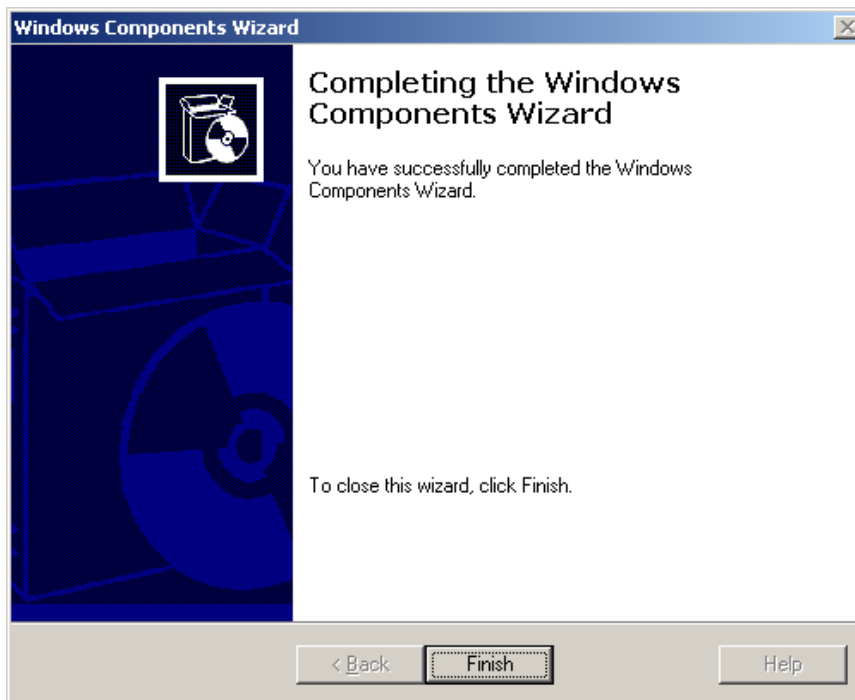 Windows Components Wizard
Completing the Windows
Components Wizard
You have successfully completed the Windows
Components Wizard.
To close this wizard, click Finish.
< Back
Finish
Help